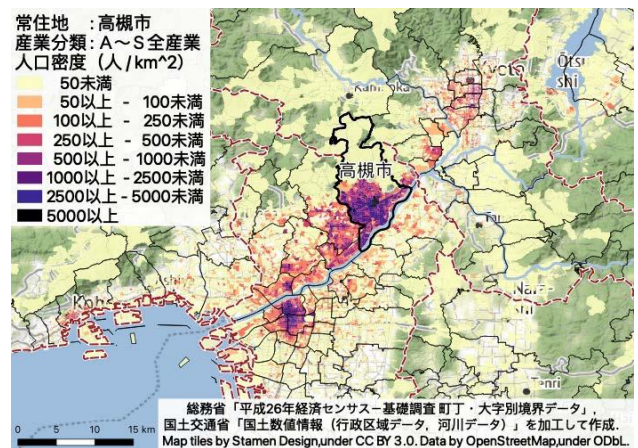 常住地 : 高槻市
産業分類 : A～S全産業
人口密度 (人/km^2)
50未満
50以上 - 100未満
100以上 - 250未満
250以上 - 500未満
500以上 - 1000未満
1000以上 - 2500未満
2500以上 - 5000未満
5000以上
Ōtsu
shi
高槻市
Kobe
Tenri
0 5 10 15 km
総務省「平成26年経済センサスー基礎調査 町丁・大字別境界データ」,
国土交通省「国土数値情報（行政区域データ, 河川データ）」を加工して作成.
Map tiles by Stamen Design,under CC BY 3.0. Data by OpenStreetMap,under ODbL.